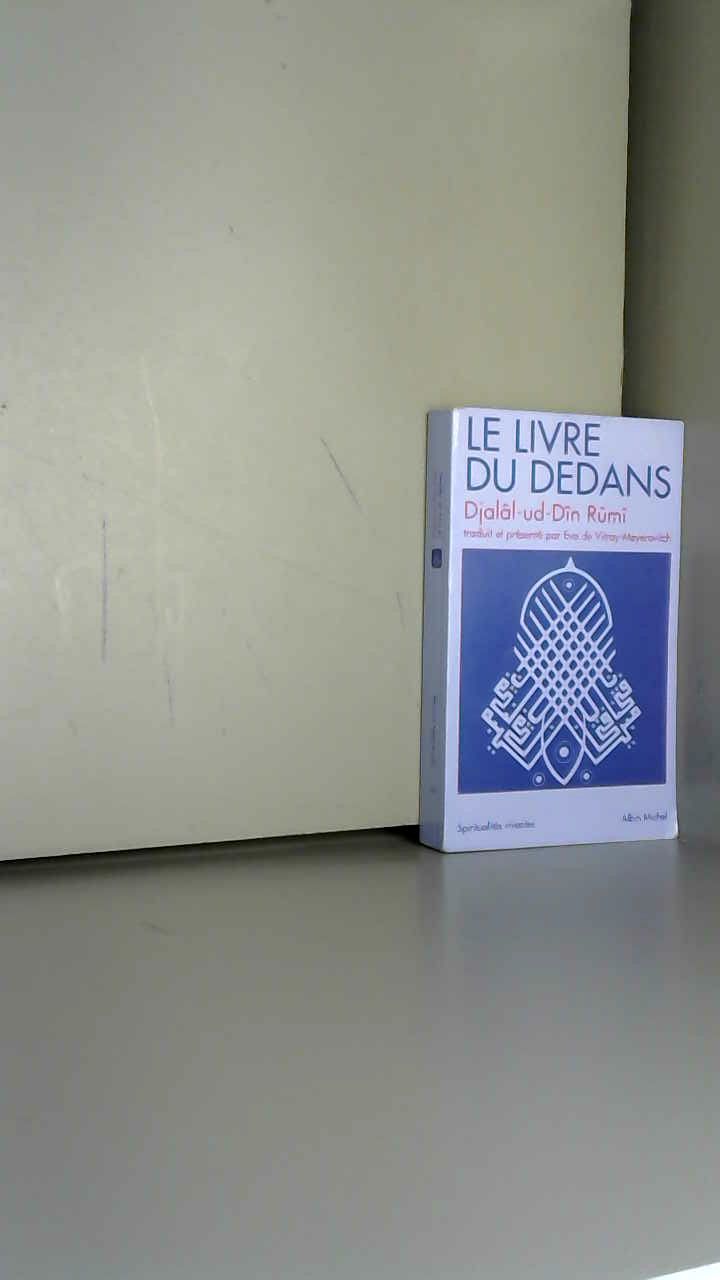 LE LIVRE
DU DEDANS
Djalâl-ud-Dîn Rûmî
traduit et présenté par Eva de Vitray-Meyerovitch
Spiritualités vivantes
Albin Michel